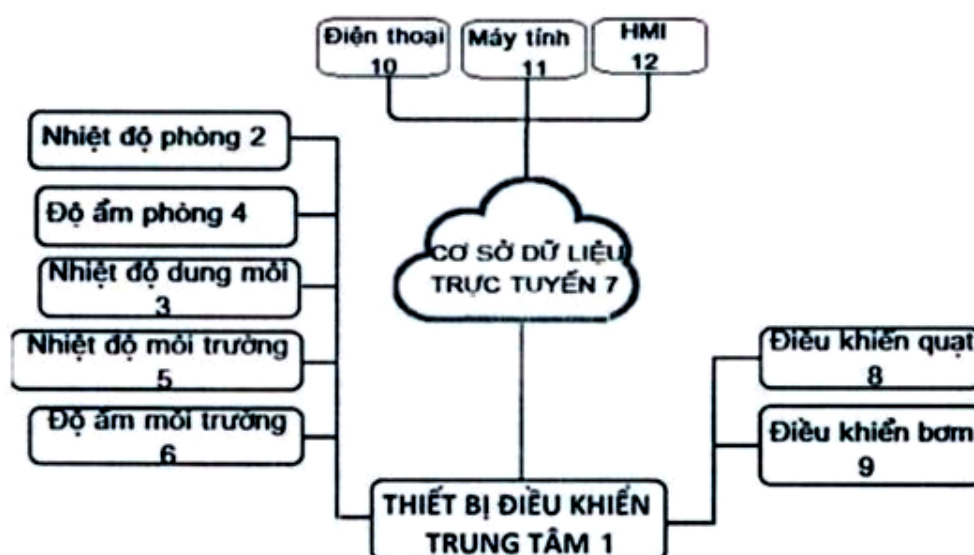 Điện thoại
10
Máy tính
11
HMI
12
Nhiệt độ phòng 2
Độ ẩm phòng 4
Nhiệt độ dung môi
3
Nhiệt độ môi trường
5
Độ ẩm môi trường
6
CƠ SỞ DỮ LIỆU
TRỰC TUYẾN 7
Điều khiển quạt
8
Điều khiển bơm
9
THIẾT BỊ ĐIỀU KHIỂN
TRUNG TÂM 1